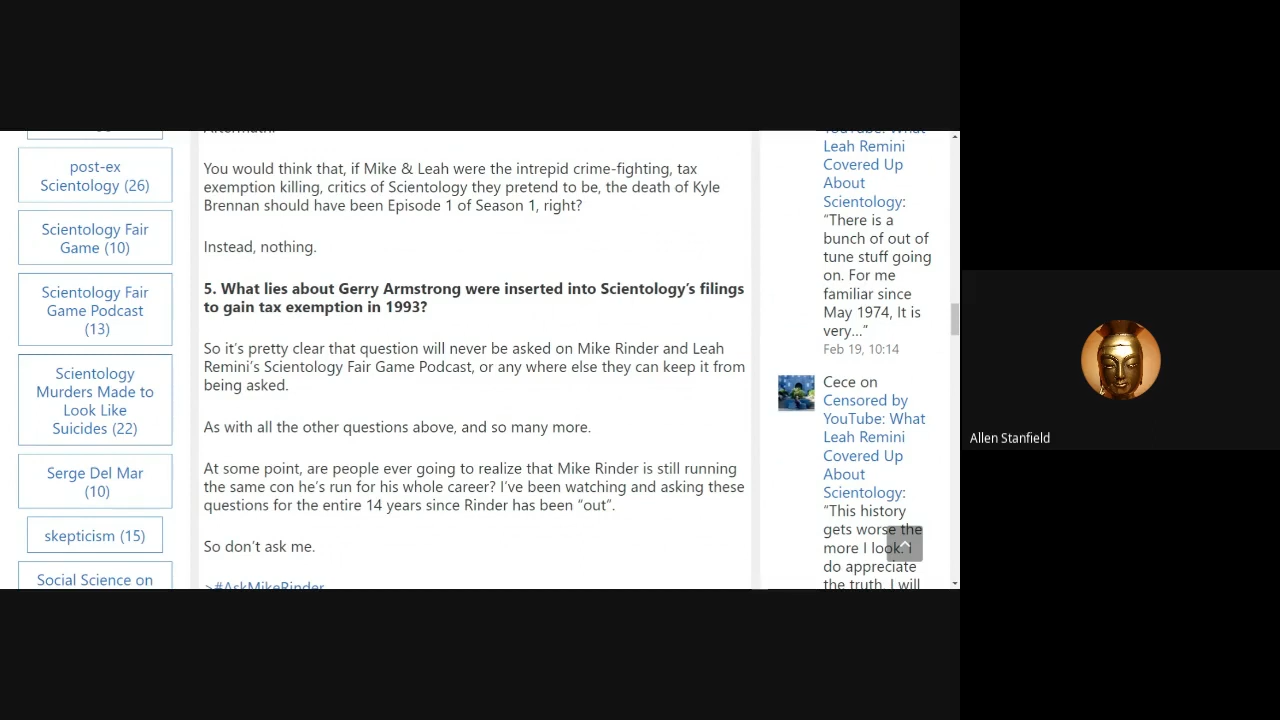 post-ex
Scientology (26)
Scientology Fair
Game (10)
Scientology Fair
Game Podcast
(13)
Scientology
Murders Made to
Look Like
Suicides (22)
Serge Del Mar
(10)
skepticism (15)
Social Science on
You would think that, if Mike & Leah were the intrepid crime-fighting, tax
exemption killing, critics of Scientology they pretend to be, the death of Kyle
Brennan should have been Episode 1 of Season 1, right?
Instead, nothing.
5. What lies about Gerry Armstrong were inserted into Scientology’s filings
to gain tax exemption in 1993?
So it’s pretty clear that question will never be asked on Mike Rinder and Leah
Remini’s Scientology Fair Game Podcast, or any where else they can keep it from
being asked.
As with all the other questions above, and so many more.
At some point, are people ever going to realize that Mike Rinder is still running
the same con he’s run for his whole career? I’ve been watching and asking these
questions for the entire 14 years since Rinder has been “out”.
So don’t ask me.
>#AskMikeRinder
YouTube: What
Leah Remini
Covered Up
About
Scientology:
“There is a
bunch of out of
tune stuff going
on. For me
familiar since
May 1974, It is
very…”
Feb 19, 10:14
Cece on
Censored by
YouTube: What
Leah Remini
Covered Up
About
Scientology:
“This history
gets worse the
more I look. I
do appreciate
the truth. I will
Allen Stanfield